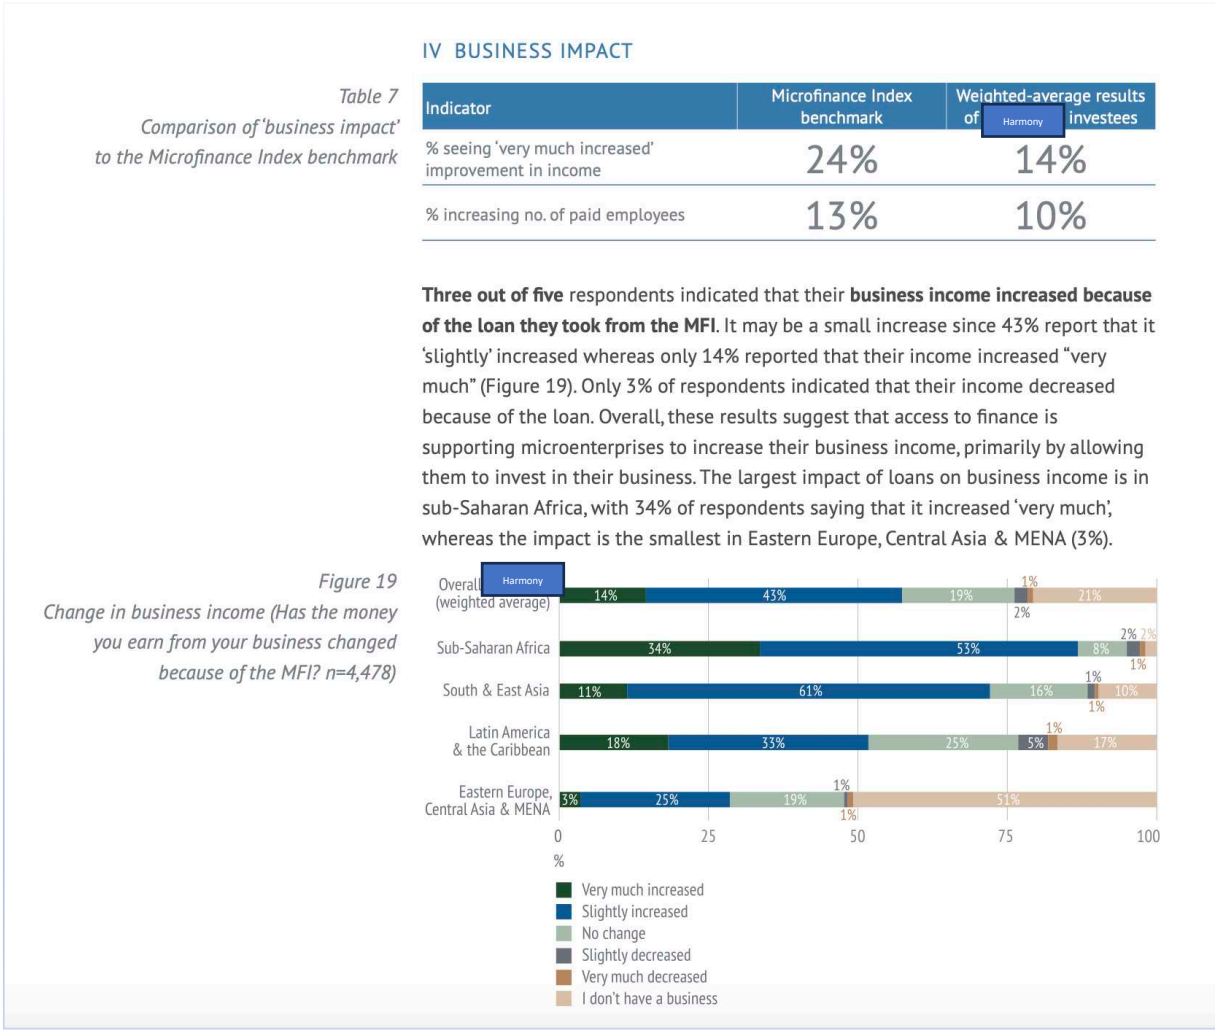 IV BUSINESS IMPACT
Table 7
Comparison of ‘business impact’
to the Microfinance Index benchmark
Indicator
Microfinance Index
benchmark
Weighted-average results
of Harmony investees
% seeing ‘very much increased’
improvement in income
24%
14%
% increasing no. of paid employees
13%
10%
Three out of five respondents indicated that their business income increased because
of the loan they took from the MFI. It may be a small increase since 43% report that it
‘slightly’ increased whereas only 14% reported that their income increased “very
much” (Figure 19). Only 3% of respondents indicated that their income decreased
because of the loan. Overall, these results suggest that access to finance is
supporting microenterprises to increase their business income, primarily by allowing
them to invest in their business. The largest impact of loans on business income is in
sub-Saharan Africa, with 34% of respondents saying that it increased ‘very much’,
whereas the impact is the smallest in Eastern Europe, Central Asia & MENA (3%).
Figure 19
Change in business income (Has the money
you earn from your business changed
because of the MFI? n=4,478)
Overall Harmony
(weighted average)
14% 43% 19% 2% 1% 21%
Sub-Saharan Africa
34% 53% 8% 2% 1% 2%
South & East Asia
11% 61% 16% 1% 1% 10%
Latin America
& the Caribbean
18% 33% 25% 5% 1% 17%
Eastern Europe,
Central Asia & MENA
3% 25% 19% 1% 1% 51%
0 25 50 75 100
%
Very much increased
Slightly increased
No change
Slightly decreased
Very much decreased
I don’t have a business